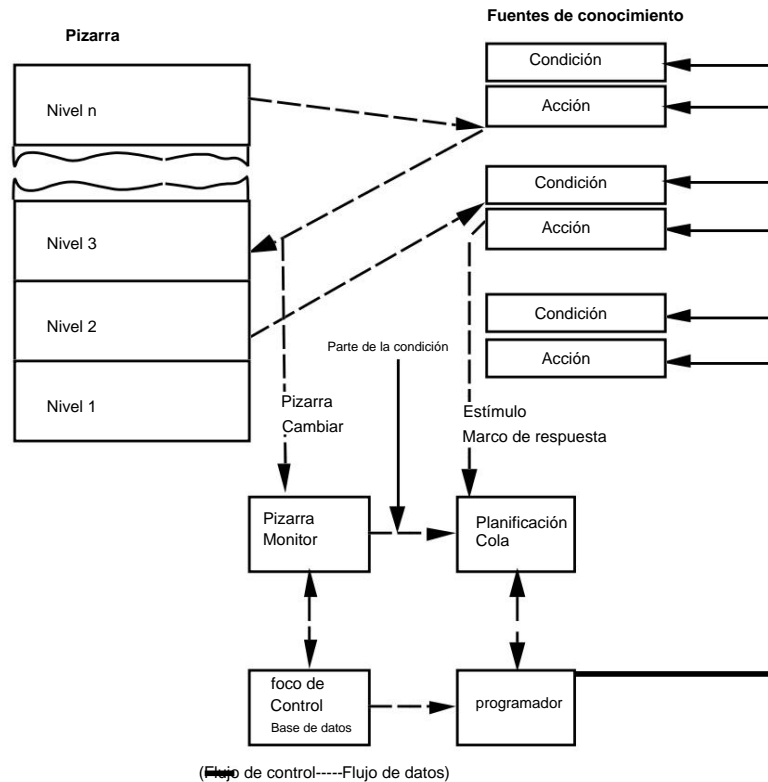 Pizarra
Nivel n
Nivel 3
Nivel 2
Nivel 1
Fuentes de conocimiento
Condición
Acción
Condición
Acción
Condición
Acción
Parte de la condición
Pizarra
Cambiar
Estímulo
Marco de respuesta
Pizarra
Monitor
Planificación
Cola
foco de
Control
Base de datos
programador
(Flujo de control-----Flujo de datos)